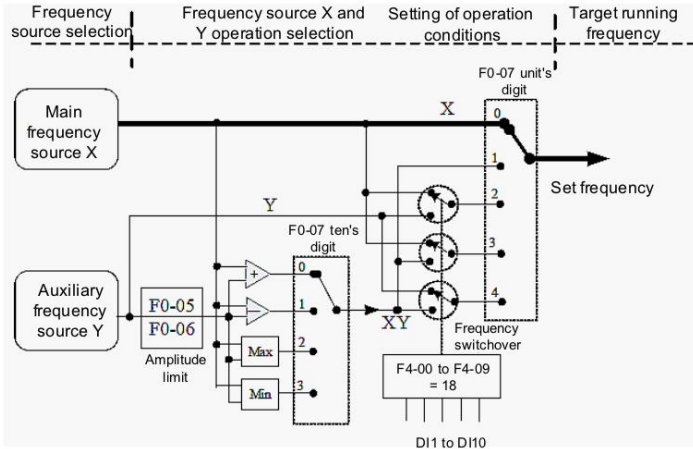 Frequency source selection
Frequency source X and Y operation selection
Setting of operation conditions
Target running frequency
F0-07 unit's digit
Main frequency source X
X
0
1
2
3
4
Set frequency
Y
F0-07 ten's digit
0
1
2
3
+
−
Max
Min
Auxiliary frequency source Y
F0-05
F0-06
Amplitude limit
XY
Frequency switchover
F4-00 to F4-09
= 18
DI1 to DI10